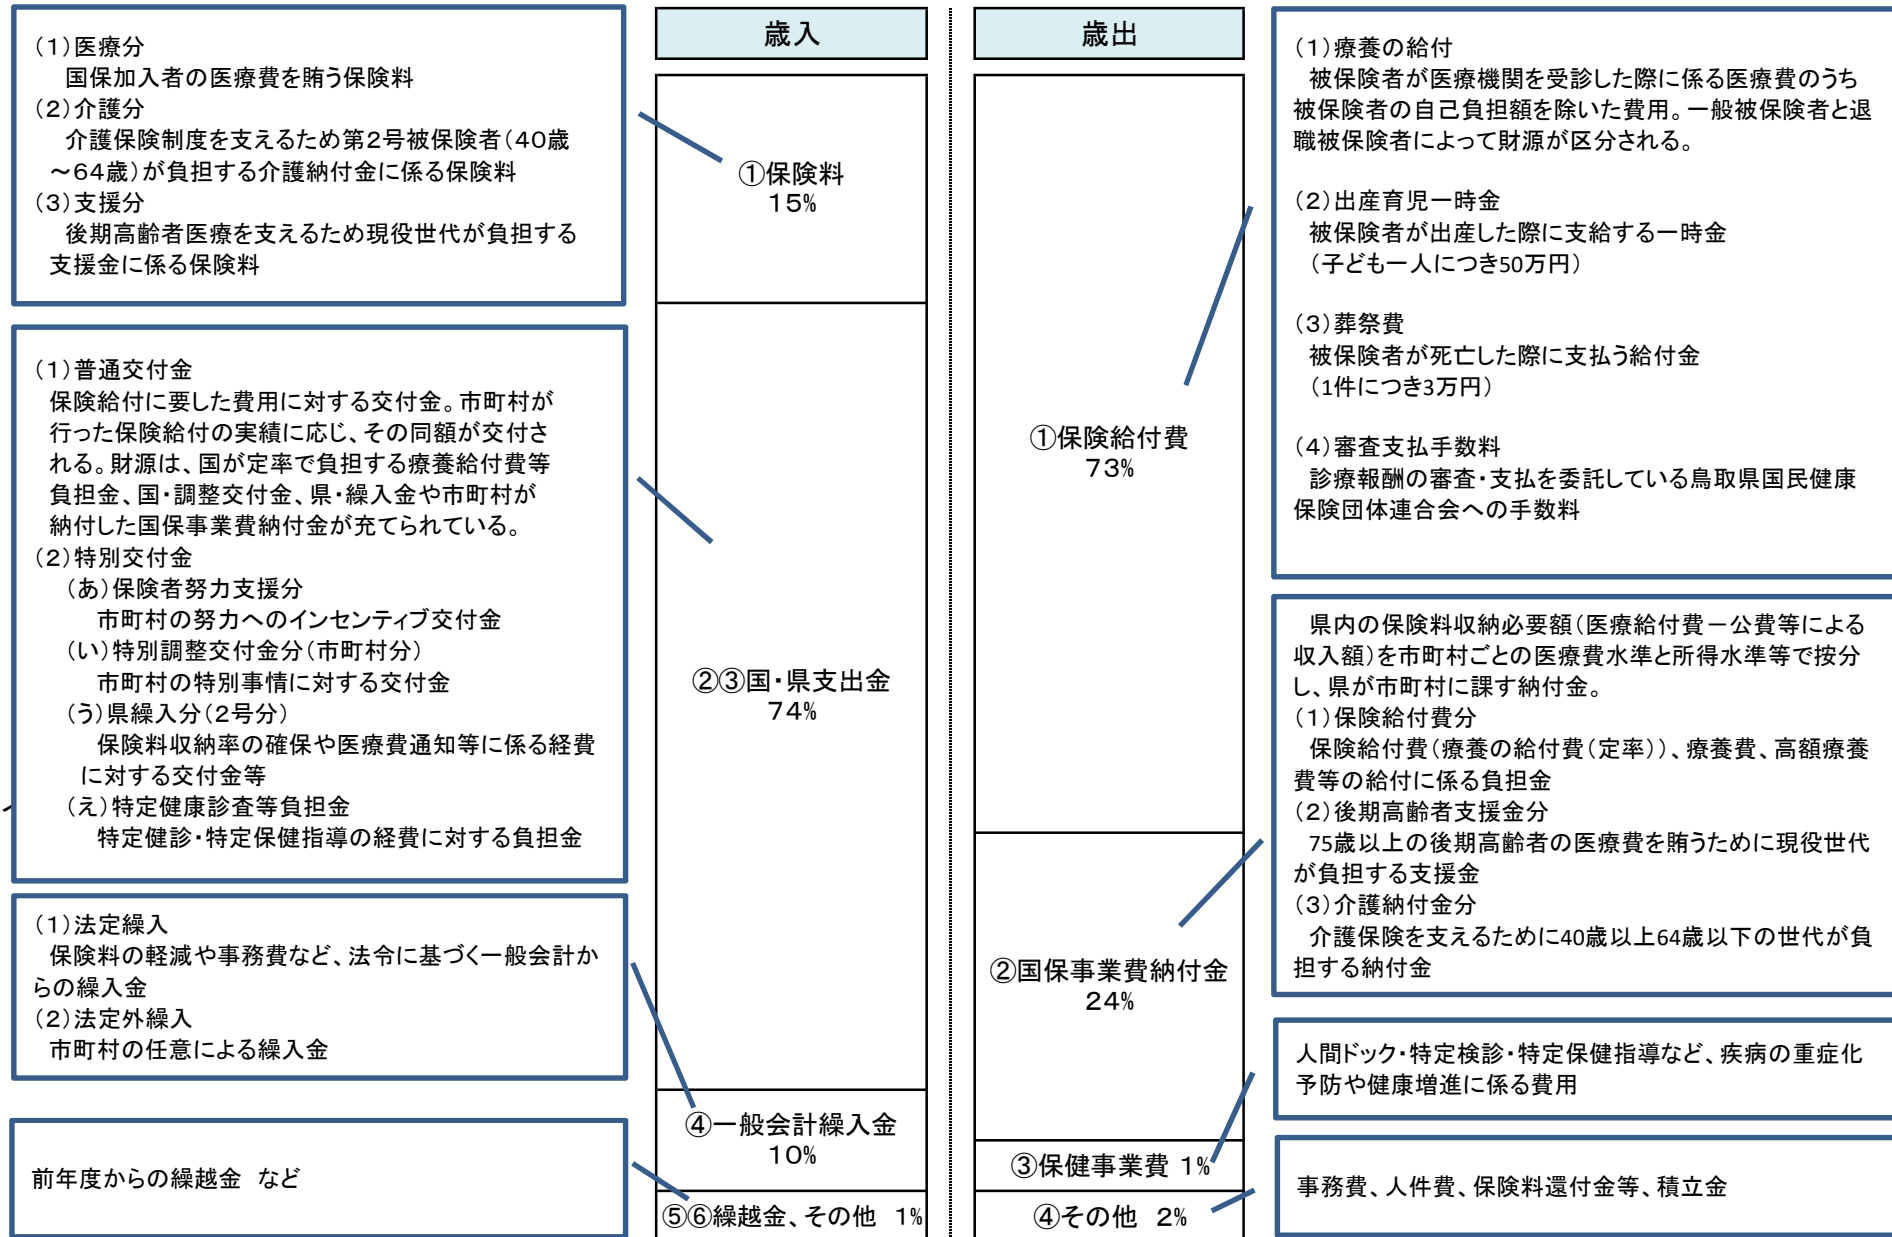 (1)医療分
国保加入者の医療費を賄う保険料
(2)介護分
介護保険制度を支えるため第2号被保険者(40歳
~64歳)が負担する介護納付金に係る保険料
(3)支援分
後期高齢者医療を支えるため現役世代が負担する
支援金に係る保険料
(1)普通交付金
保険給付に要した費用に対する交付金。市町村が
行った保険給付の実績に応じ、その同額が交付さ
れる。財源は、国が定率で負担する療養給付費等
負担金、国・調整交付金、県・繰入金や市町村が
納付した国保事業費納付金が充てられている。
(2)特別交付金
(あ)保険者努力支援分
市町村の努力へのインセンティブ交付金
(い)特別調整交付金分(市町村分)
市町村の特別事情に対する交付金
(う)県繰入分(2号分)
保険料収納率の確保や医療費通知等に係る経費
に対する交付金等
(え)特定健康診査等負担金
特定健診・特定保健指導の経費に対する負担金
(1)法定繰入
保険料の軽減や事務費など、法令に基づく一般会計か
らの繰入金
(2)法定外繰入
市町村の任意による繰入金
前年度からの繰越金 など
歳入
①保険料
15%
②③国・県支出金
74%
④一般会計繰入金
10%
⑤⑥繰越金、その他 1%
歳出
①保険給付費
73%
②国保事業費納付金
24%
③保健事業費 1%
④その他 2%
(1)療養の給付
被保険者が医療機関を受診した際に係る医療費のうち
被保険者の自己負担額を除いた費用。一般被保険者と退
職被保険者によって財源が区分される。
(2)出産育児一時金
被保険者が出産した際に支給する一時金
(子ども一人につき50万円)
(3)葬祭費
被保険者が死亡した際に支払う給付金
(1件につき3万円)
(4)審査支払手数料
診療報酬の審査・支払を委託している鳥取県国民健康
保険団体連合会への手数料
県内の保険料収納必要額(医療給付費-公費等による
収入額)を市町村ごとの医療費水準と所得水準等で按分
し、県が市町村に課す納付金。
(1)保険給付費分
保険給付費(療養の給付費(定率))、療養費、高額療養
費等の給付に係る負担金
(2)後期高齢者支援金分
75歳以上の後期高齢者の医療費を賄うために現役世代
が負担する支援金
(3)介護納付金分
介護保険を支えるために40歳以上64歳以下の世代が負
担する納付金
人間ドック・特定検診・特定保健指導など、疾病の重症化
予防や健康増進に係る費用
事務費、人件費、保険料還付金等、積立金